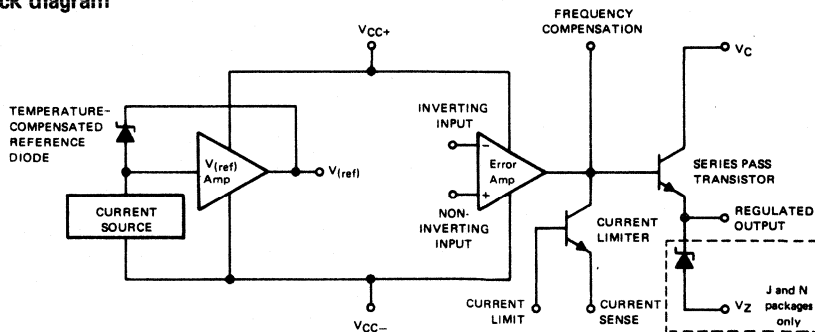 ck diagram
FREQUENCY
COMPENSATION
VCC+
VC
TEMPERATURE-
COMPENSATED
REFERENCE
DIODE
INVERTING
INPUT
V(ref)
Amp
V(ref)
−
Error
Amp
+
SERIES PASS
TRANSISTOR
CURRENT
SOURCE
NON-
INVERTING
INPUT
CURRENT
LIMITER
REGULATED
OUTPUT
CURRENT
LIMIT
CURRENT
SENSE
VZ
J and N
packages
only
VCC−